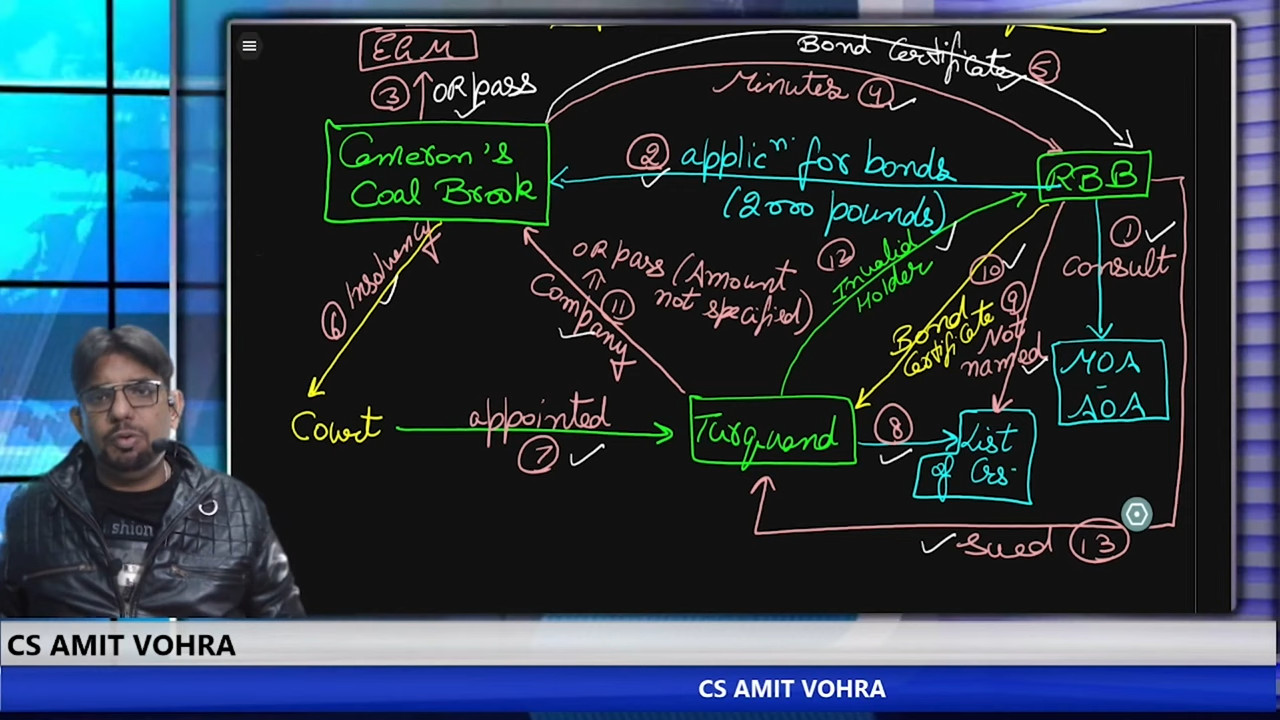 EGM
Bond Certificate 5
3 OR pass
Minutes 4
Cameron's
Coal Brook
2 applicⁿ· for bonds
(2000 pounds)
RBB
1
consult
6 Insolvency
OR pass (Amount
not specified)
11
Company
12
Invalid
Holder
10
Bond
Certificate
9
Not
named
MOA
-
AOA
Court
appointed
7
Turquand
8
List
of Crs·
Sued 13
shion
CS AMIT VOHRA
CS AMIT VOHRA